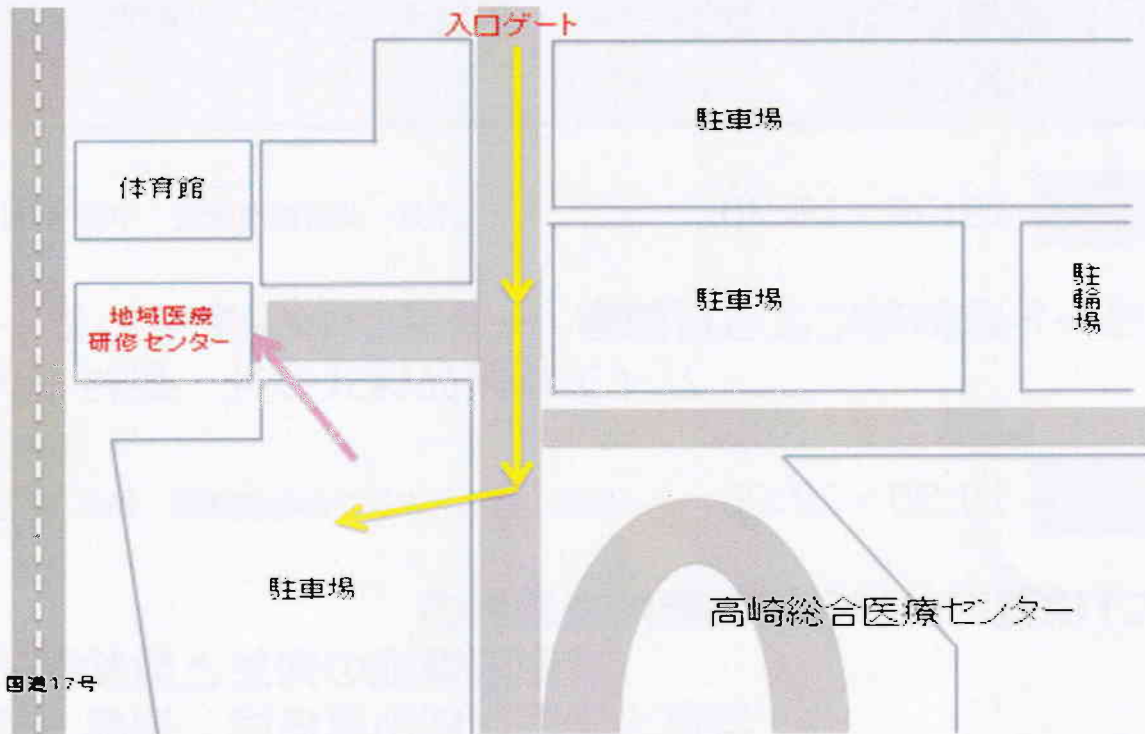 入口ゲート
駐車場
体育館
駐車場
駐輪場
地域医療
研修センター
駐車場
高崎総合医療センター
国道17号